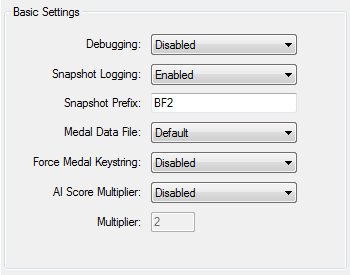 Basic Settings
Debugging: Disabled
Snapshot Logging: Enabled
Snapshot Prefix: BF2
Medal Data File: Default
Force Medal Keystring: Disabled
AI Score Multiplier: Disabled
Multiplier: 2